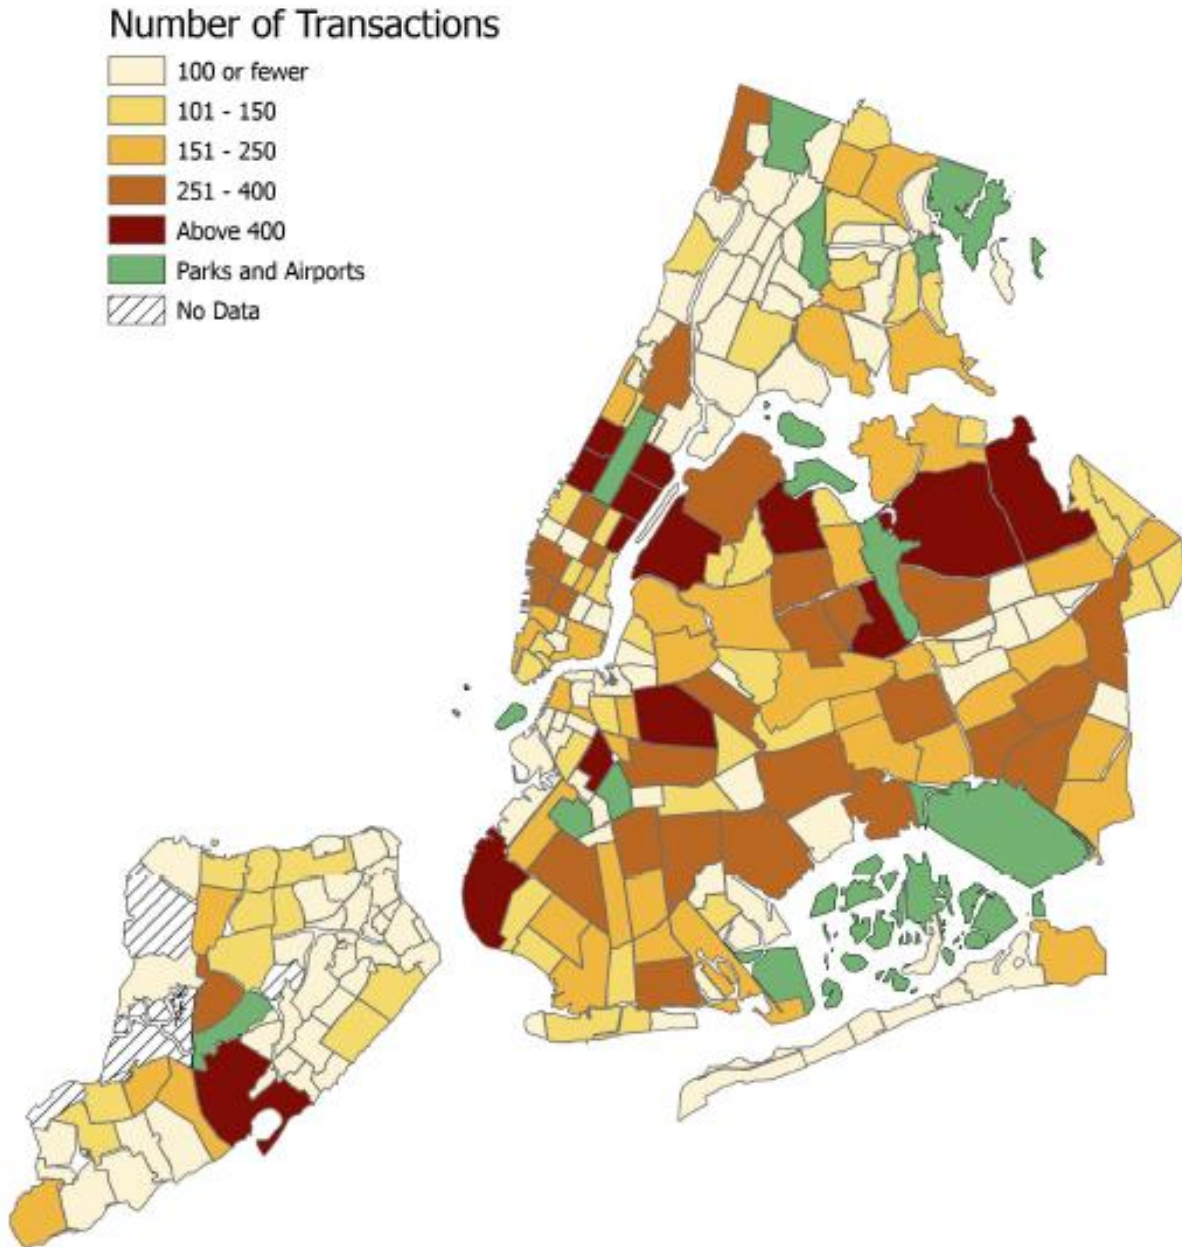 Number of Transactions
100 or fewer
101 - 150
151 - 250
251 - 400
Above 400
Parks and Airports
No Data